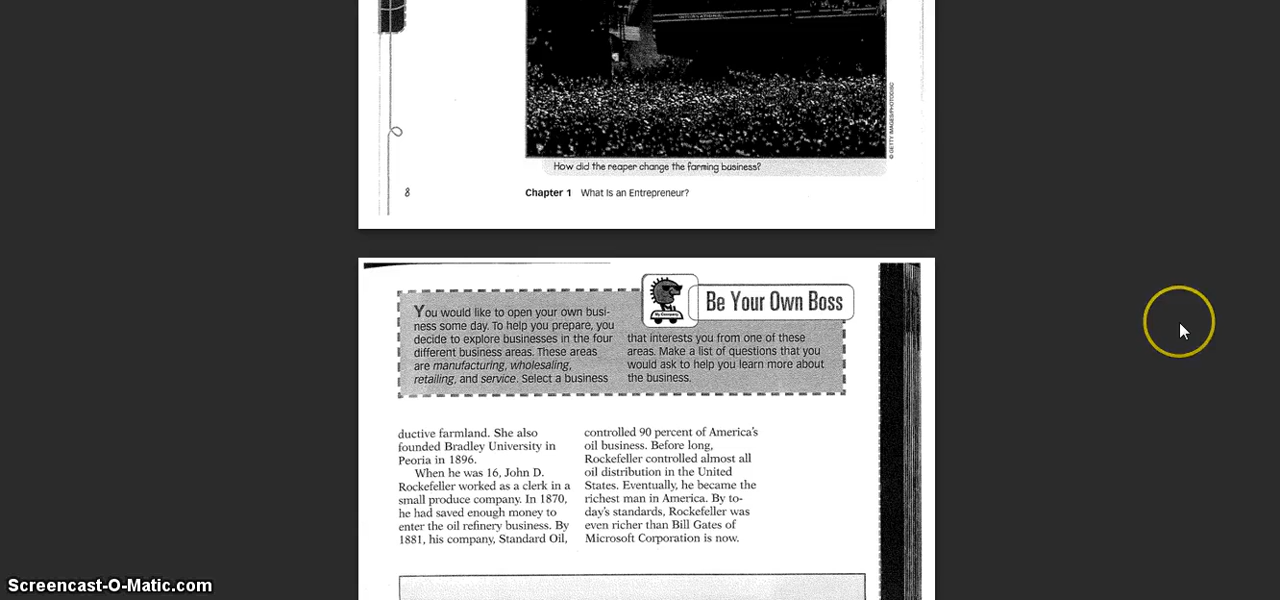 © GETTY IMAGES/PHOTODISC
How did the reaper change the farming business?
8
Chapter 1 What Is an Entrepreneur?
Be Your Own Boss
My Company
You would like to open your own busi-
ness some day. To help you prepare, you
decide to explore businesses in the four
different business areas. These areas
are manufacturing, wholesaling,
retailing, and service. Select a business
that interests you from one of these
areas. Make a list of questions that you
would ask to help you learn more about
the business.
ductive farmland. She also
founded Bradley University in
Peoria in 1896.
When he was 16, John D.
Rockefeller worked as a clerk in a
small produce company. In 1870,
he had saved enough money to
enter the oil refinery business. By
1881, his company, Standard Oil,
controlled 90 percent of America's
oil business. Before long,
Rockefeller controlled almost all
oil distribution in the United
States. Eventually, he became the
richest man in America. By to-
day's standards, Rockefeller was
even richer than Bill Gates of
Microsoft Corporation is now.
Screencast-O-Matic.com